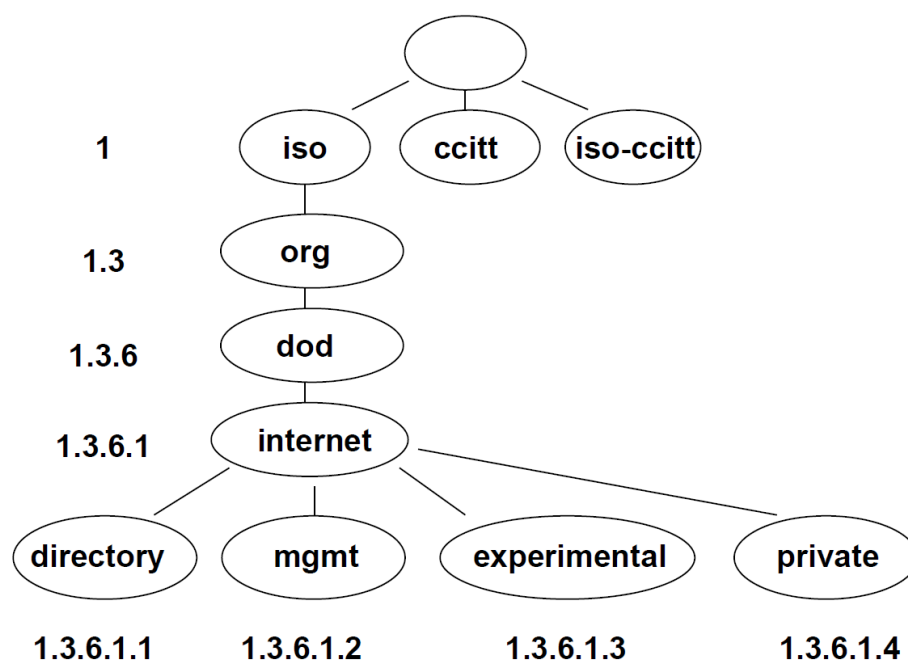 1 iso ccitt iso-ccitt
1.3 org
1.3.6 dod
1.3.6.1 internet
directory mgmt experimental private
1.3.6.1.1 1.3.6.1.2 1.3.6.1.3 1.3.6.1.4